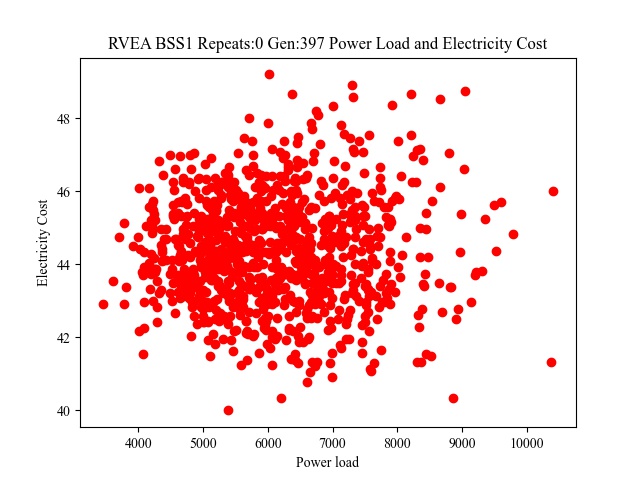 RVEA BSS1 Repeats:0 Gen:397 Power Load and Electricity Cost
48
46
44
42
40
Electricity Cost
4000 5000 6000 7000 8000 9000 10000
Power load